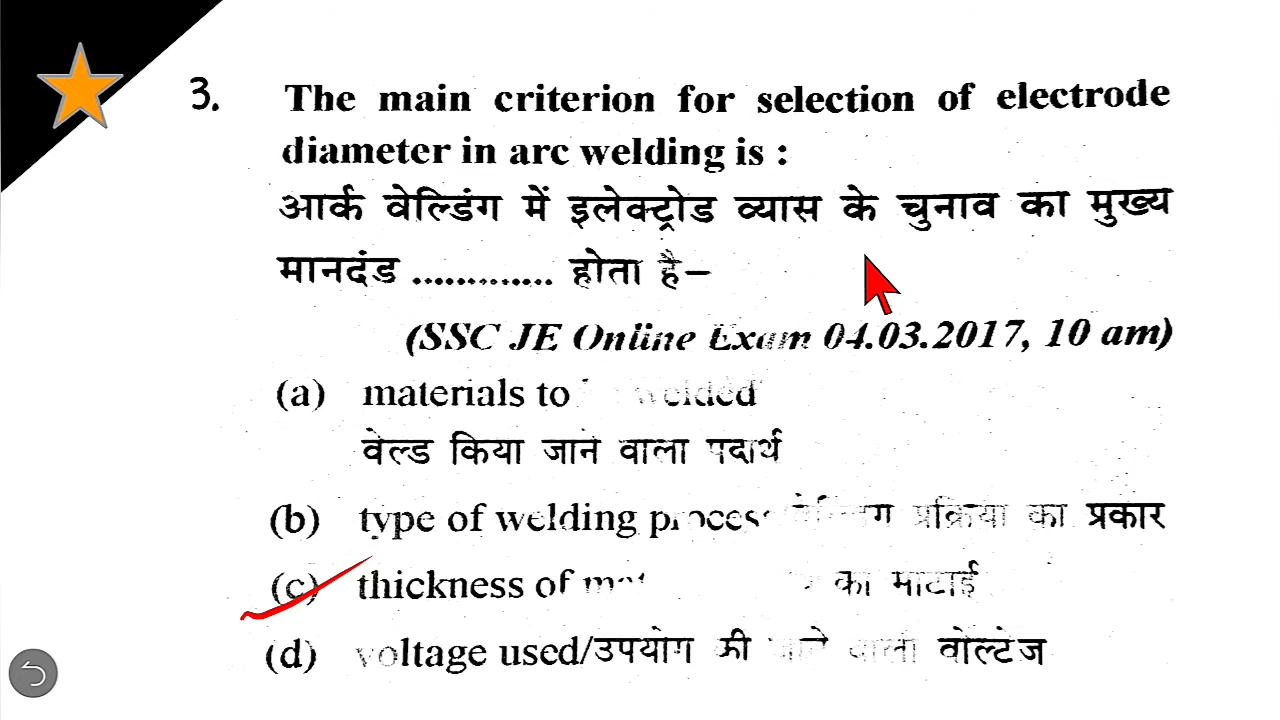 3. The main criterion for selection of electrode
diameter in arc welding is :
आर्क वेल्डिंग में इलेक्ट्रोड व्यास के चुनाव का मुख्य
मानदंड ............. होता है–
(SSC JE Online Exam 04.03.2017, 10 am)
(a) materials to welded
वेल्ड किया जाने वाला पदार्थ
(b) type of welding process प्रक्रिया का प्रकार
(c) thickness of का मोटाई
(d) voltage used/उपयोग की जाने वाली वोल्टेज